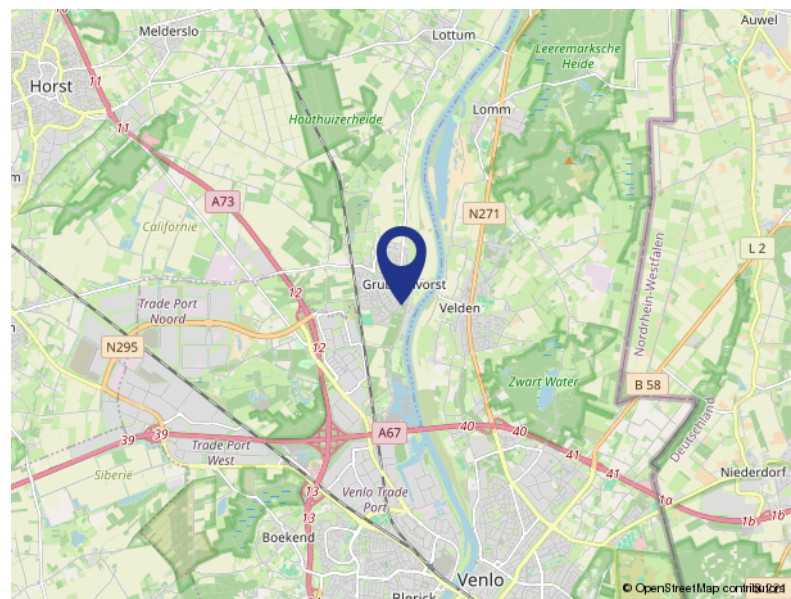 Auwel
Melderslo
Lottum
Leeremarksche
Heide
Horst
11
Lomm
Houthuizerheide
11
A73
N271
Californie
L 2
Nordrhein-Westfalen
12
Trade Port
Noord
Velden
N295
12
Zwart Water
B 58
Deutschland
39
39
A67
40
40
Trade Port
West
41
41
Siberië
Niederdorf
13
Venlo Trade
Port
1a
1b
1b
13
Boekend
Venlo
Blerick
© OpenStreetMap contributors